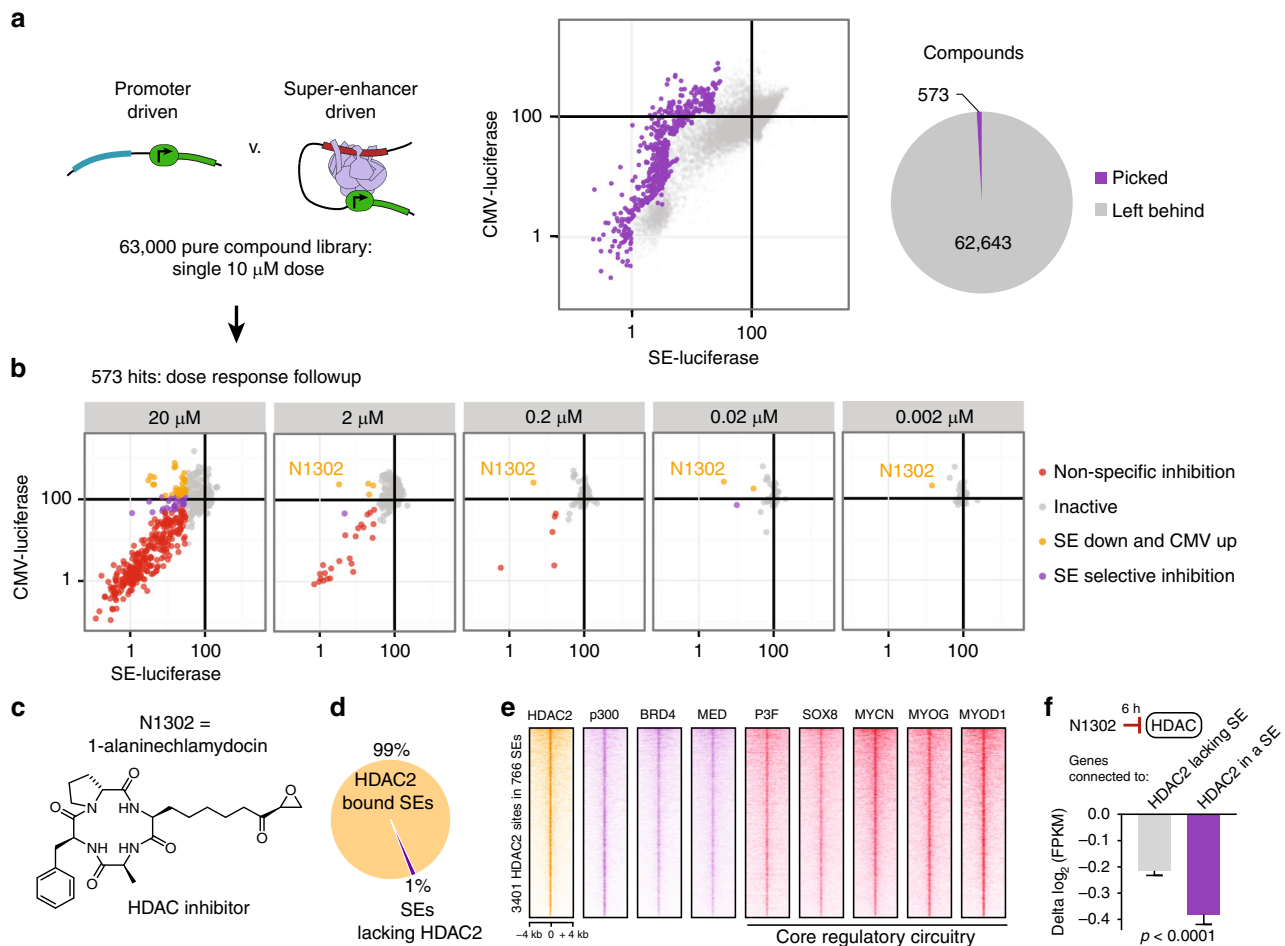 a
Promoter
driven
v.
Super-enhancer
driven
63,000 pure compound library:
single 10 μM dose
CMV-luciferase
100
1
1
100
SE-luciferase
Compounds
573
62,643
Picked
Left behind
b
573 hits: dose response followup
20 μM
2 μM
0.2 μM
0.02 μM
0.002 μM
CMV-luciferase
100
1
N1302
N1302
N1302
N1302
1
100
1
100
1
100
1
100
1
100
SE-luciferase
Non-specific inhibition
Inactive
SE down and CMV up
SE selective inhibition
c
N1302 =
1-alaninechlamydocin
O
O
O
N
HN
O
O
NH
HN
O
O
HDAC inhibitor
d
99%
HDAC2
bound SEs
1%
SEs
lacking HDAC2
e
HDAC2
p300
BRD4
MED
P3F
SOX8
MYCN
MYOG
MYOD1
3401 HDAC2 sites in 766 SEs
−4 kb
0
+ 4 kb
Core regulatory circuitry
f
6 h
N1302
HDAC
Genes
connected to:
HDAC2 lacking SE
HDAC2 in a SE
Delta log2 (FPKM)
−0.0
−0.1
−0.2
−0.3
−0.4
p < 0.0001